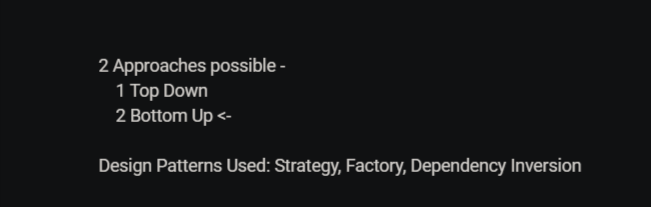 2 Approaches possible -
1 Top Down
2 Bottom Up <-
Design Patterns Used: Strategy, Factory, Dependency Inversion